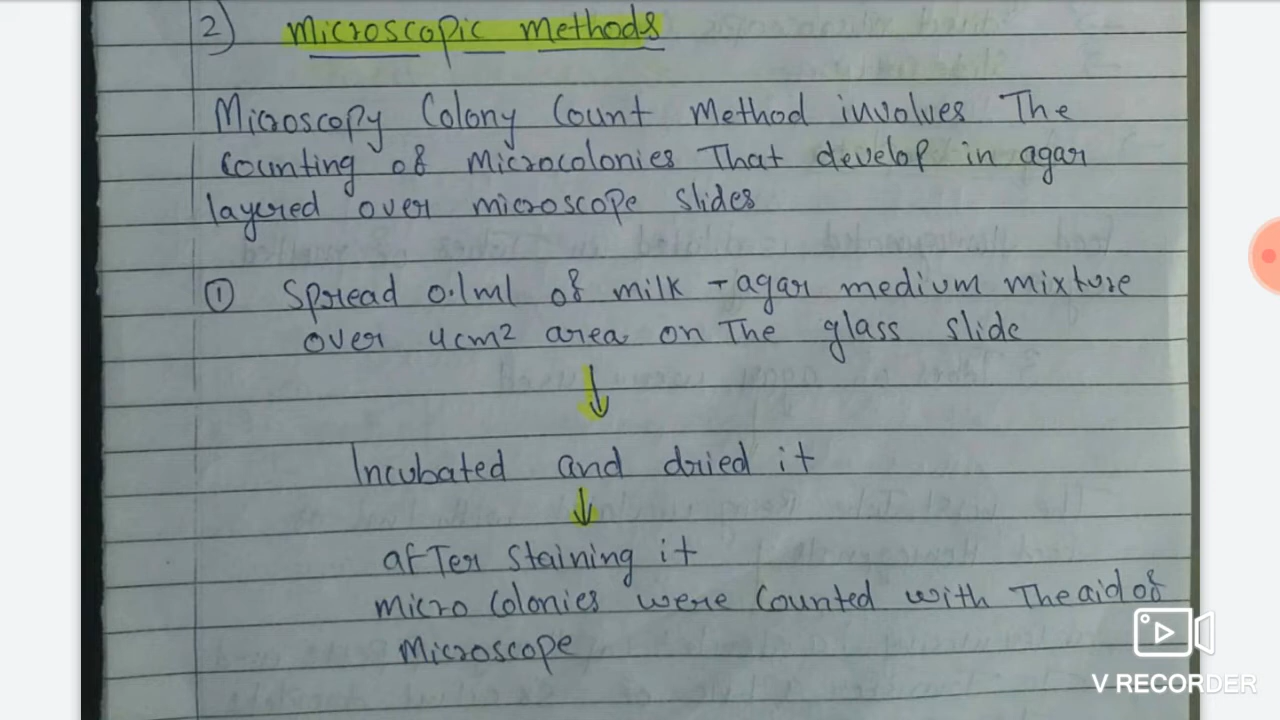 2) Microscopic methods
Microscopy Colony Count Method involves The
Counting of Microcolonies That develop in agar
layered over microscope slides
① Spread 0.1ml of milk - agar medium mixture
over 4cm² area on The glass slide
↓
Incubated and dried it
↓
after staining it
micro colonies were Counted with The aid of
Microscope
V RECORDER